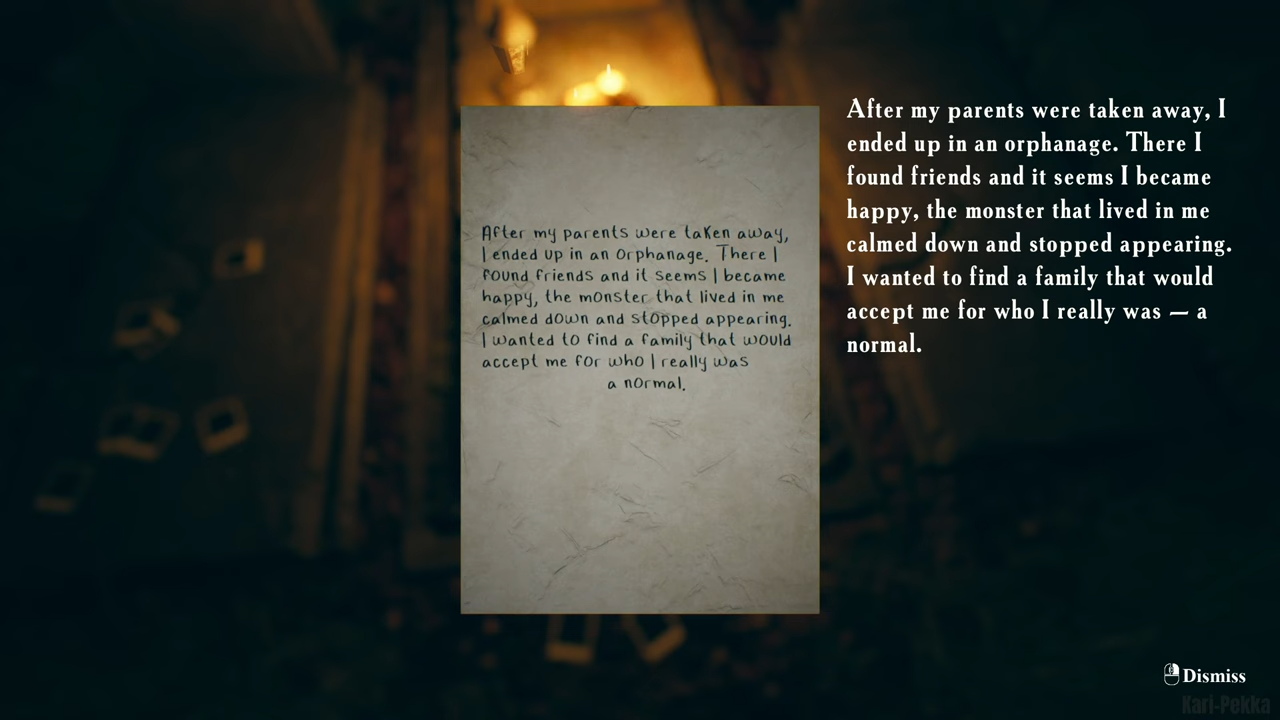 After my parents were taken away,
I ended up in an orphanage. There I
found friends and it seems I became
happy, the monster that lived in me
calmed down and stopped appearing.
I wanted to find a family that would
accept me for who I really was
a normal.
After my parents were taken away, I
ended up in an orphanage. There I
found friends and it seems I became
happy, the monster that lived in me
calmed down and stopped appearing.
I wanted to find a family that would
accept me for who I really was — a
normal.
Dismiss
Kari-Pekka